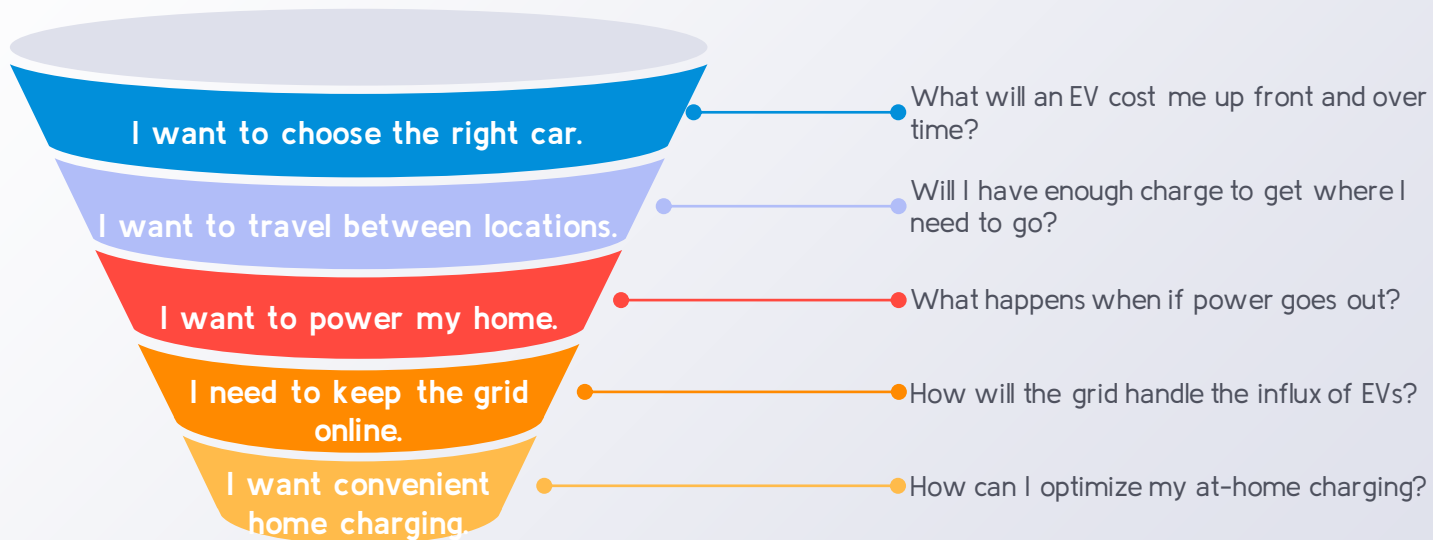 I want to choose the right car.
What will an EV cost me up front and over
time?
I want to travel between locations.
Will I have enough charge to get where I
need to go?
I want to power my home.
What happens when if power goes out?
I need to keep the grid
online.
How will the grid handle the influx of EVs?
I want convenient
home charging.
How can I optimize my at-home charging?